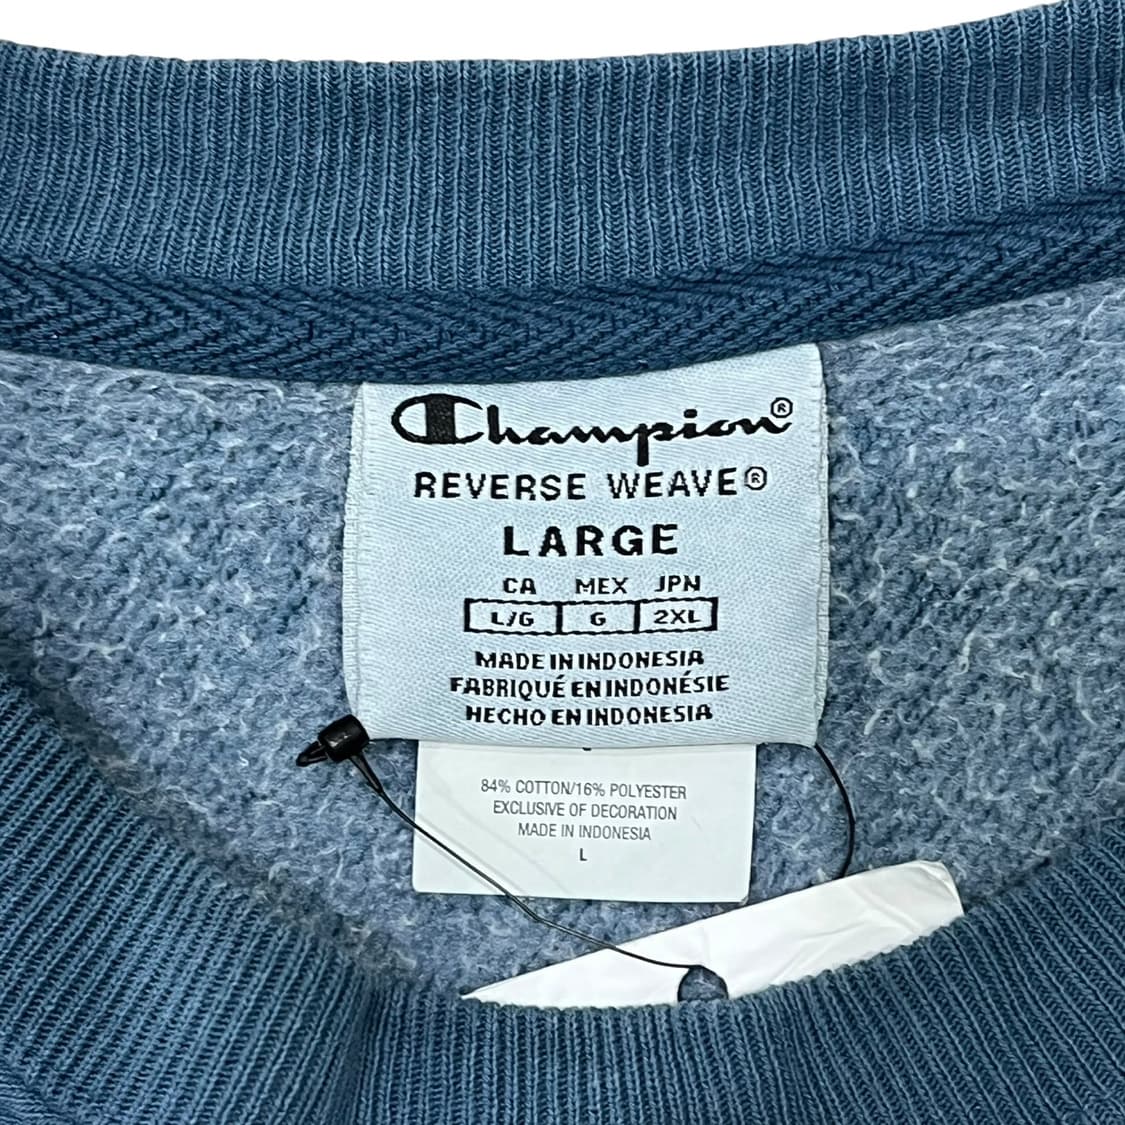 Champion®
REVERSE WEAVE®
LARGE
CA MEX JPN
L/G G 2XL
MADE IN INDONESIA
FABRIQUÉ EN INDONÉSIE
HECHO EN INDONESIA
84% COTTON/16% POLYESTER
EXCLUSIVE OF DECORATION
MADE IN INDONESIA
L